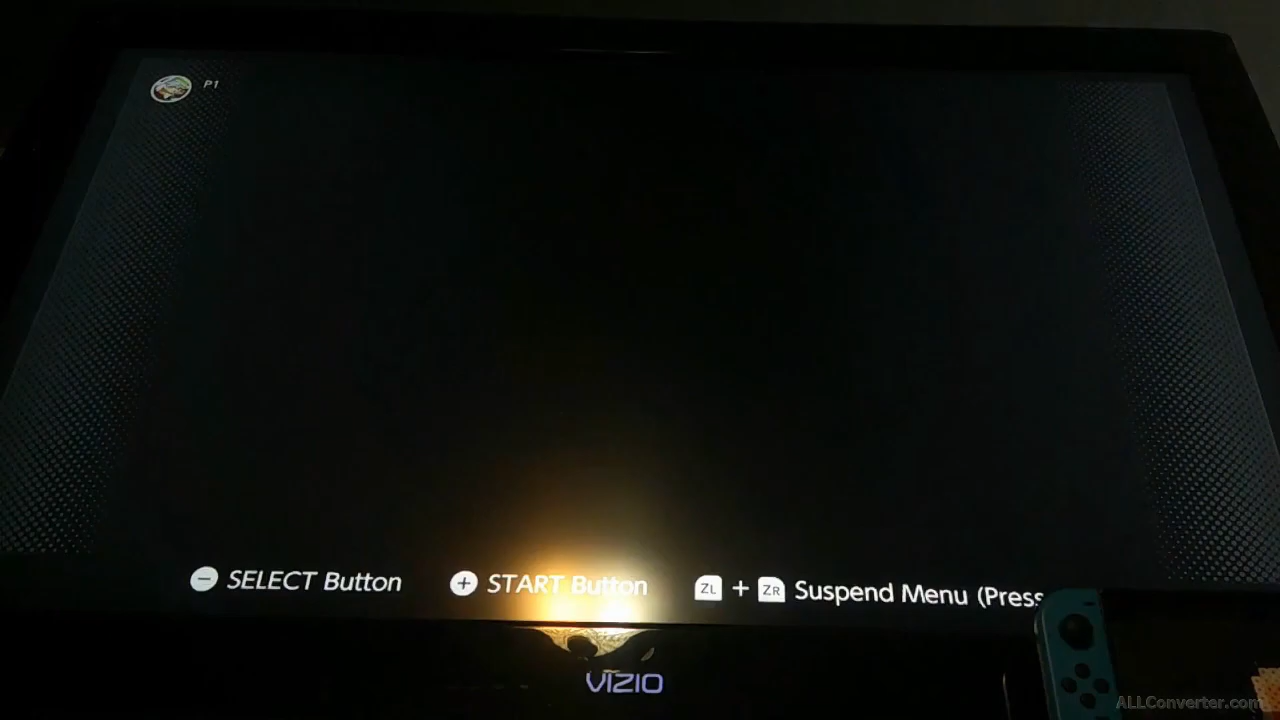 P1
SELECT Button START Button ZL + ZR Suspend Menu (Press
VIZIO
ALLConverter.com